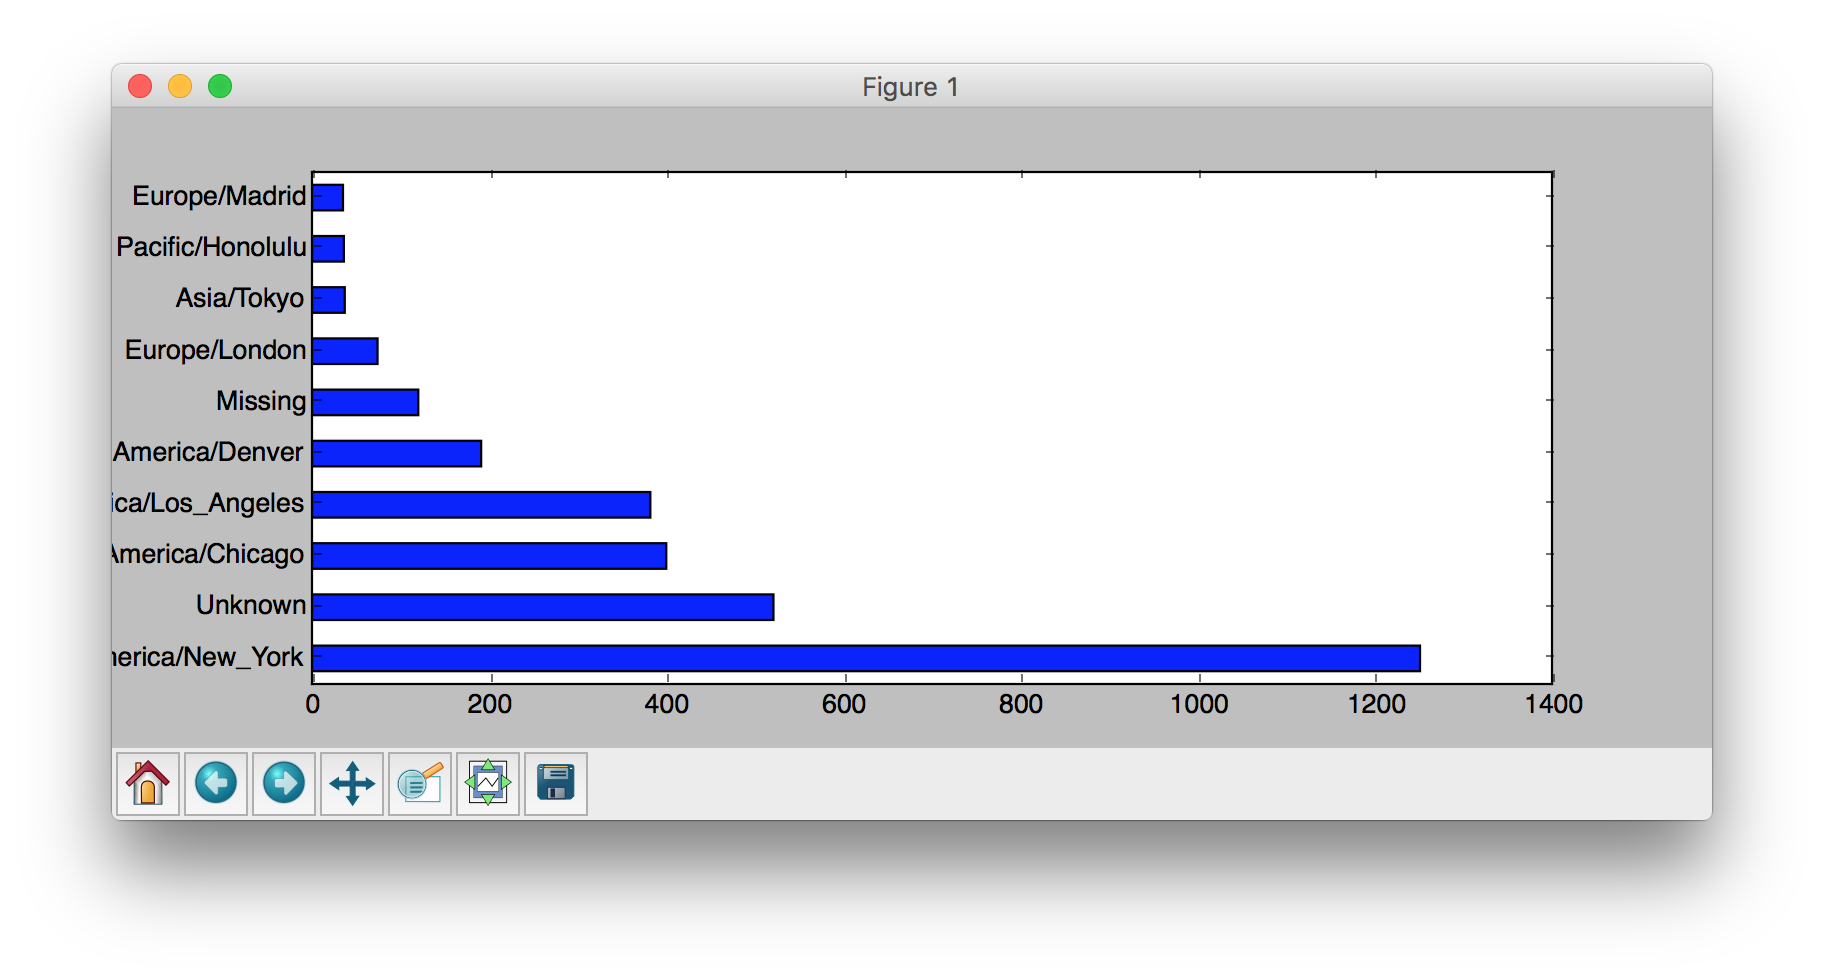 Figure 1
Europe/Madrid
Pacific/Honolulu
Asia/Tokyo
Europe/London
Missing
America/Denver
ica/Los_Angeles
America/Chicago
Unknown
nerica/New_York
0 200 400 600 800 1000 1200 1400